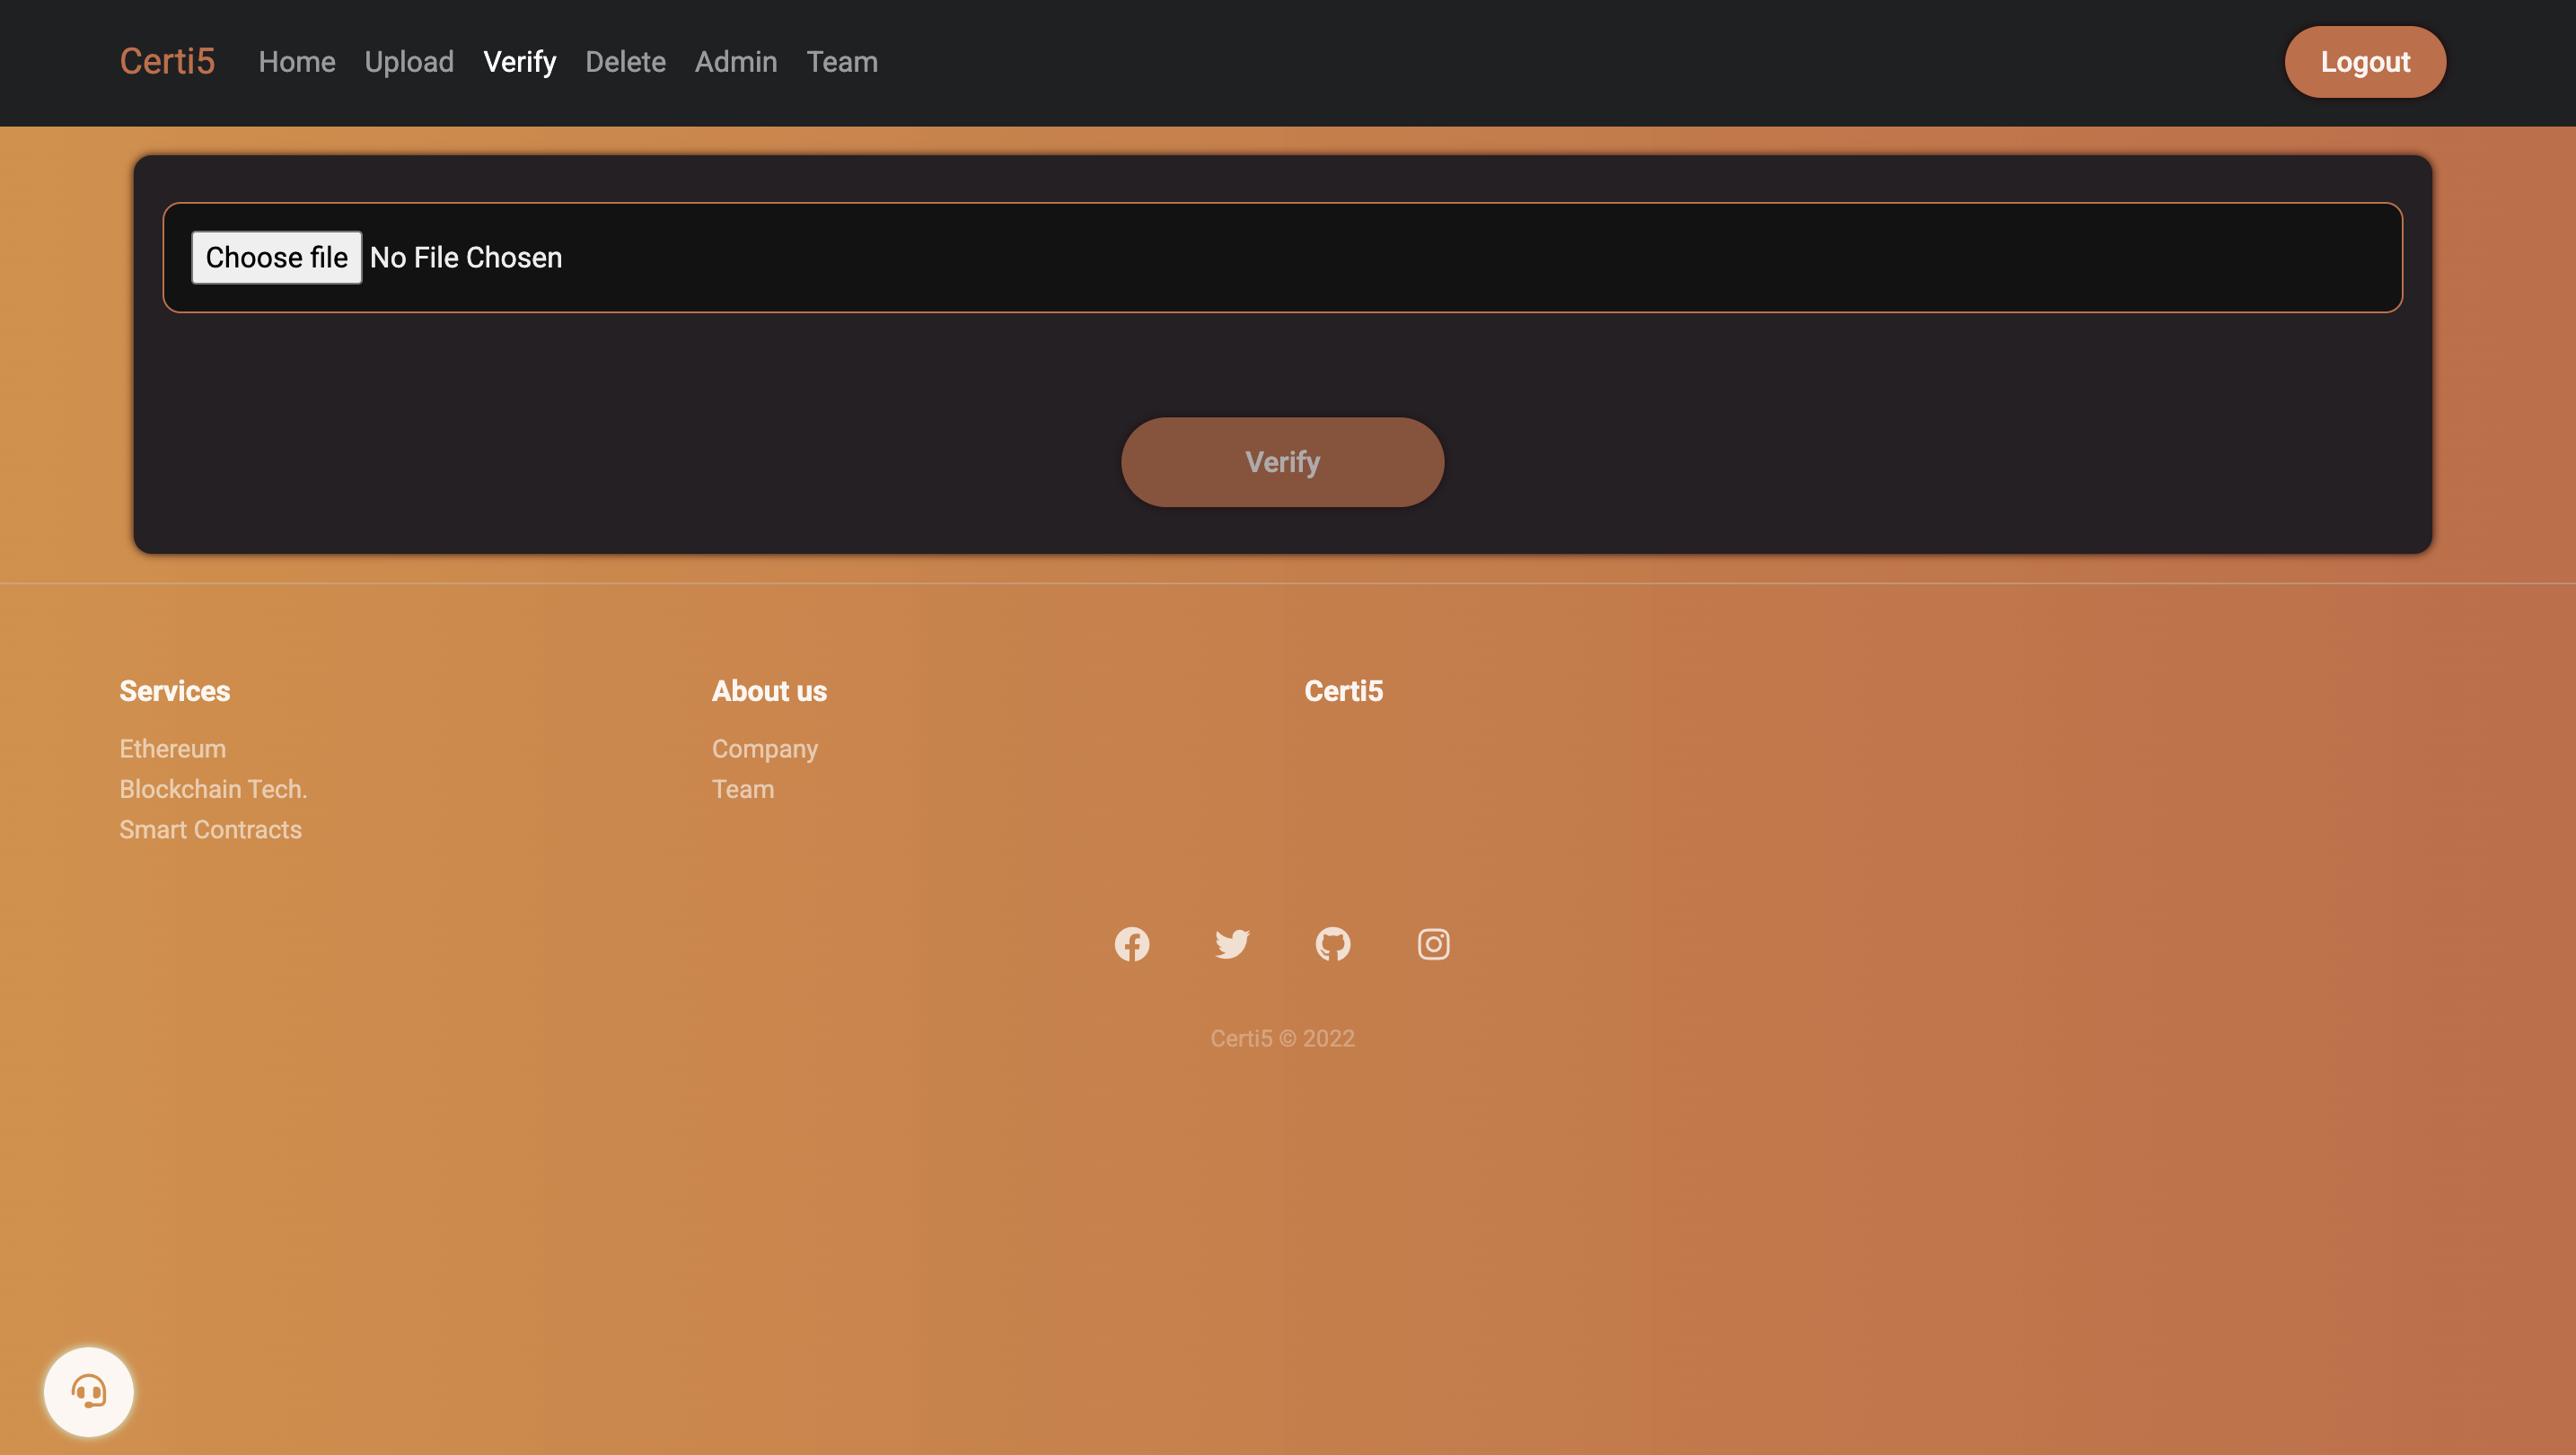 Certi5 Home Upload Verify Delete Admin Team Logout
Choose file No File Chosen
Verify
Services
Ethereum
Blockchain Tech.
Smart Contracts
About us
Company
Team
Certi5
Certi5 © 2022